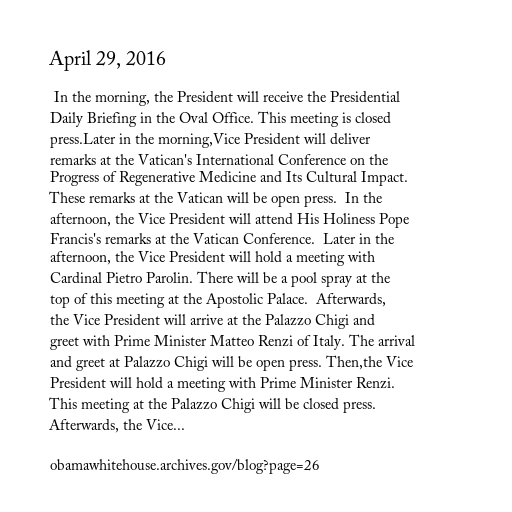 April 29, 2016
In the morning, the President will receive the Presidential
Daily Briefing in the Oval Office. This meeting is closed
press.Later in the morning,Vice President will deliver
remarks at the Vatican's International Conference on the
Progress of Regenerative Medicine and Its Cultural Impact.
These remarks at the Vatican will be open press.  In the
afternoon, the Vice President will attend His Holiness Pope
Francis's remarks at the Vatican Conference.  Later in the
afternoon, the Vice President will hold a meeting with
Cardinal Pietro Parolin. There will be a pool spray at the
top of this meeting at the Apostolic Palace.  Afterwards,
the Vice President will arrive at the Palazzo Chigi and
greet with Prime Minister Matteo Renzi of Italy. The arrival
and greet at Palazzo Chigi will be open press. Then,the Vice
President will hold a meeting with Prime Minister Renzi.
This meeting at the Palazzo Chigi will be closed press.
Afterwards, the Vice...
obamawhitehouse.archives.gov/blog?page=26